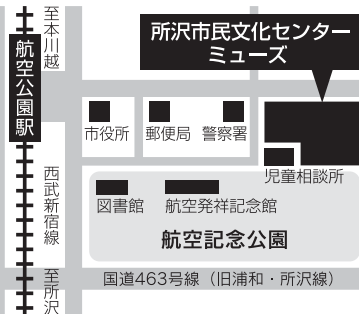 至本川越
航空公園駅
西武新宿線
至所沢
所沢市民文化センター
ミューズ
市役所
郵便局
警察署
児童相談所
図書館
航空発祥記念館
航空記念公園
国道463号線（旧浦和・所沢線）